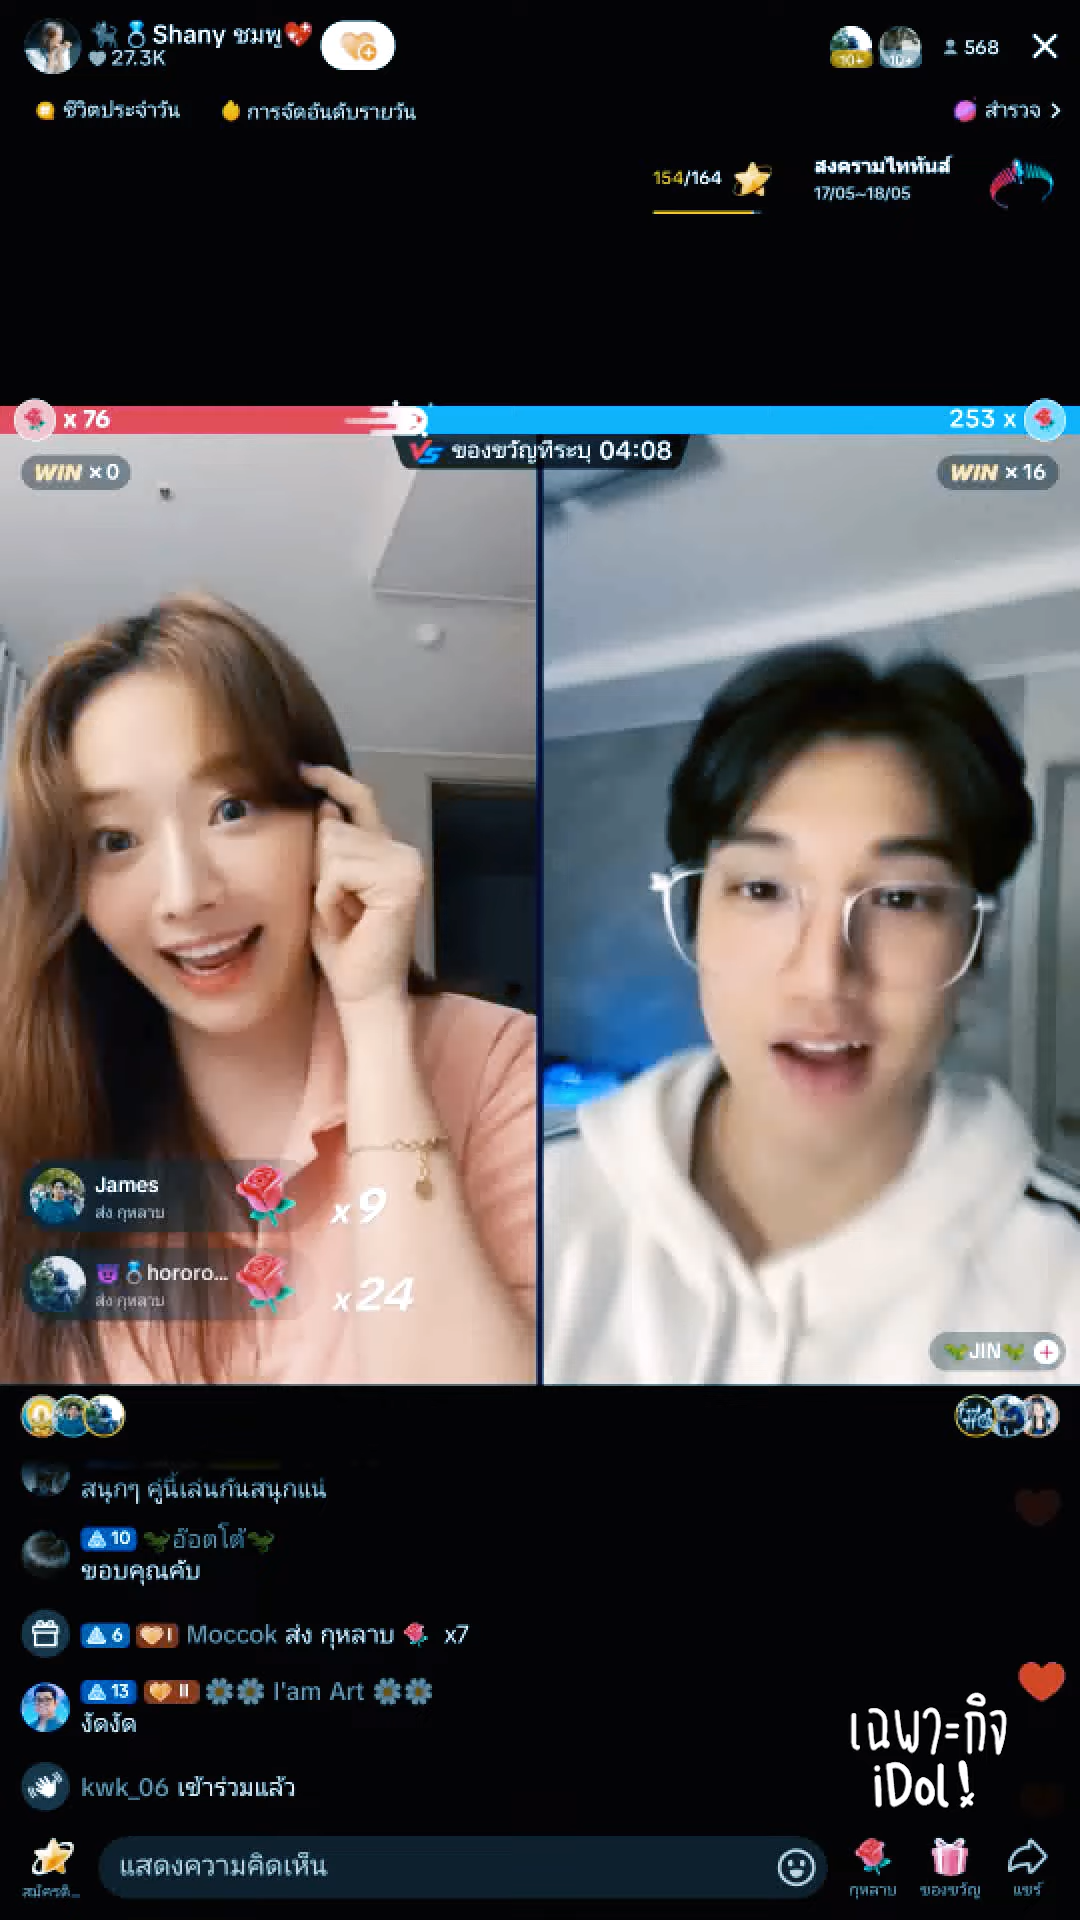 Shany ชมพู
27.3K
10+
10+
568
ชีวิตประจำวัน
การจัดอันดับรายวัน
สำรวจ
154/164
สงครามไททันส์
17/05~18/05
x 76
253 x
VS ของขวัญที่ระบุ 04:08
WIN x 0
WIN x 16
James
ส่ง กุหลาบ
x9
hororo...
ส่ง กุหลาบ
x24
JIN
สนุกๆ คู่นี้เล่นกันสนุกแน่
10 อ๊อตโต้
ขอบคุณคับ
6 I Moccok ส่ง กุหลาบ x7
13 II I'am Art
งัดงัด
kwk_06 เข้าร่วมแล้ว
เฉพาะกิจ
iDol!
แสดงความคิดเห็น
กุหลาบ
ของขวัญ
แชร์